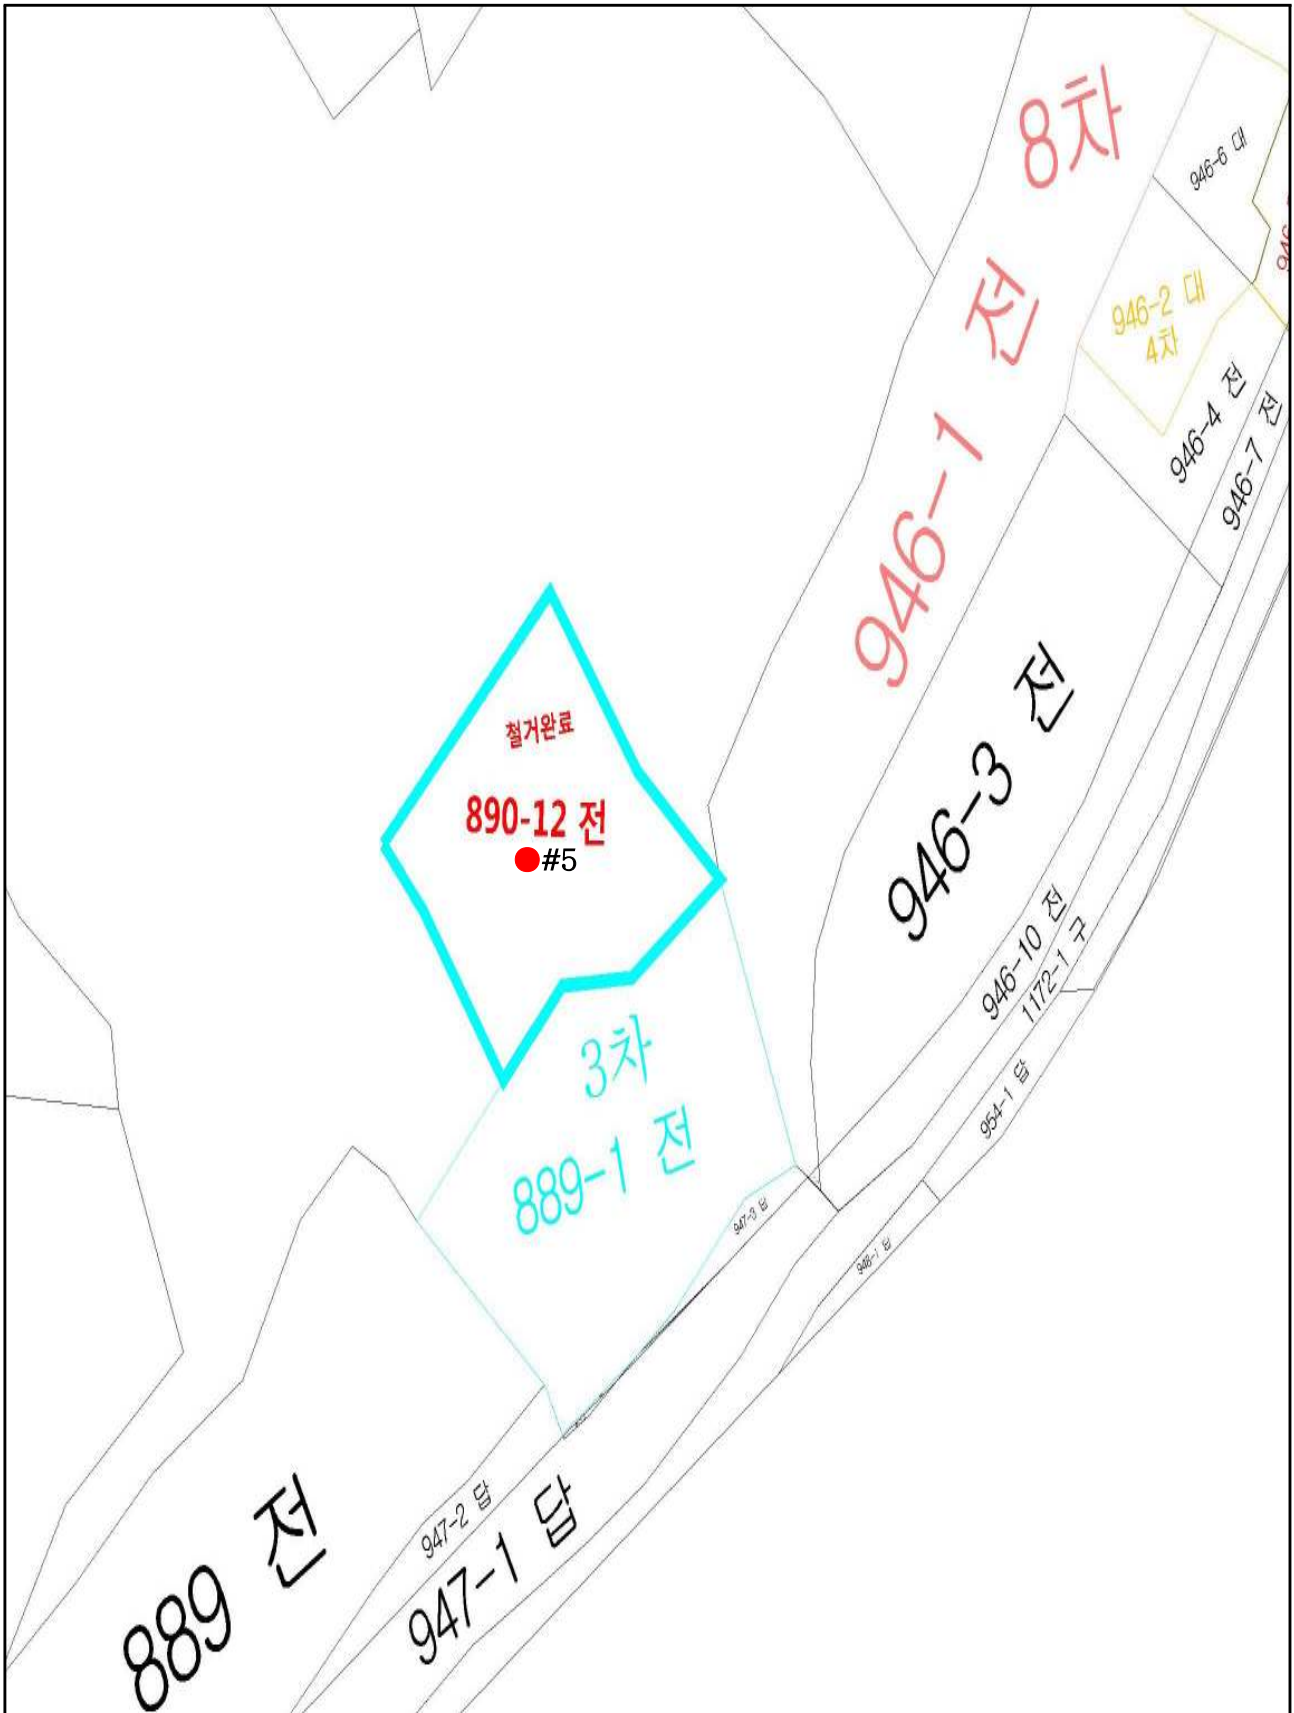 8차
946-6 대
946-
946-1 전
946-2 대
4차
946-4 전
946-7 전
철거완료
890-12 전
#5
946-3 전
946-10 전
1172-1 구
3차
889-1 전
954-1 답
947-3 답
948-1 답
947-2 답
947-1 답
889 전